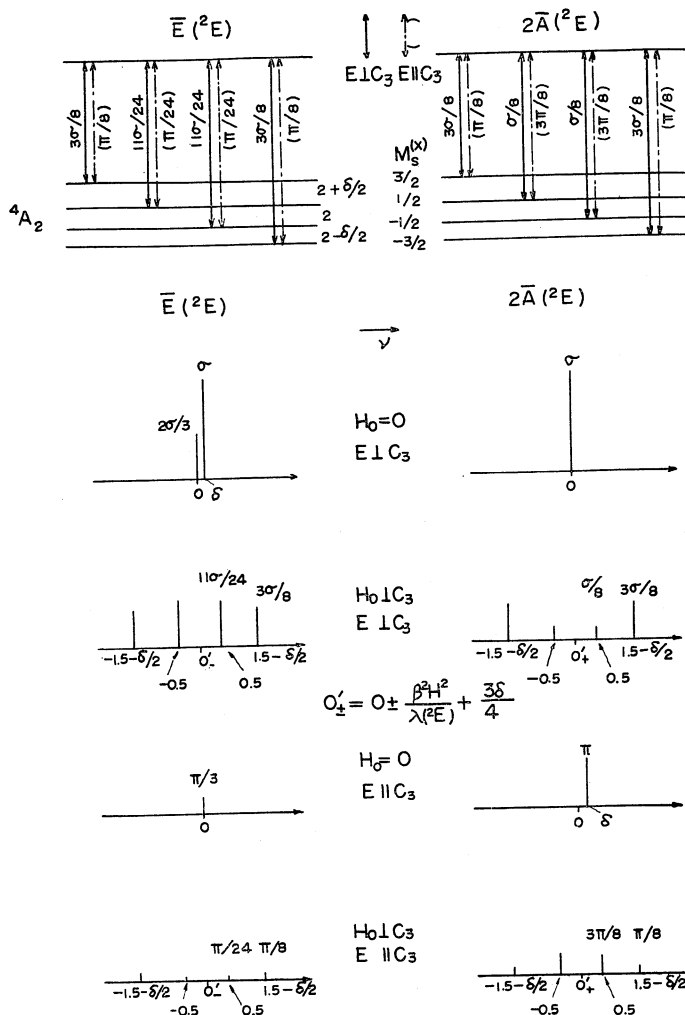 Ē (²E)
2Ā (²E)
E⊥C₃ E∥C₃
3σ/8
(π/8)
11σ/24
(π/24)
11σ/24
(π/24)
3σ/8
(π/8)
3σ/8
(π/8)
σ/8
(3π/8)
σ/8
(3π/8)
3σ/8
(π/8)
Mₛ⁽ˣ⁾
3/2
2 + δ/2
1/2
⁴A₂
2
-1/2
2-δ/2
-3/2
Ē (²E)
2Ā (²E)
ν
σ
σ
2σ/3
H₀=0
E⊥C₃
0 δ
0
11σ/24
3σ/8
H₀⊥C₃
E ⊥C₃
σ/8
3σ/8
-1.5-δ/2
0'₋
1.5-δ/2
-1.5-δ/2
0'₊
1.5-δ/2
-0.5
0.5
-0.5
0.5
0'± = 0 ± β²H²/λ(²E) + 3δ/4
H₀=0
E ∥ C₃
π/3
π
0
0 δ
H₀⊥C₃
E ∥C₃
π/24 π/8
3π/8 π/8
-1.5-δ/2
0'₋
1.5-δ/2
-1.5-δ/2
0'₊
1.5-δ/2
-0.5
0.5
-0.5
0.5